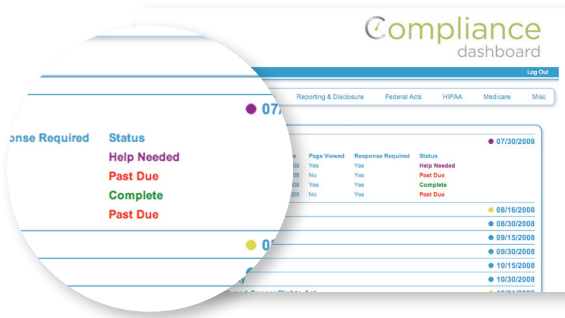 Compliance
dashboard
Log Out
Reporting & Disclosure Federal Acts HIPAA Medicare Misc
07/30/2008
Page Viewed Response Required Status
Yes Yes Help Needed
No Yes Past Due
Yes Yes Complete
No Yes Past Due
08/16/2008
08/30/2008
09/15/2008
09/30/2008
10/15/2008
10/30/2008
07/
onse Required Status
Help Needed
Past Due
Complete
Past Due